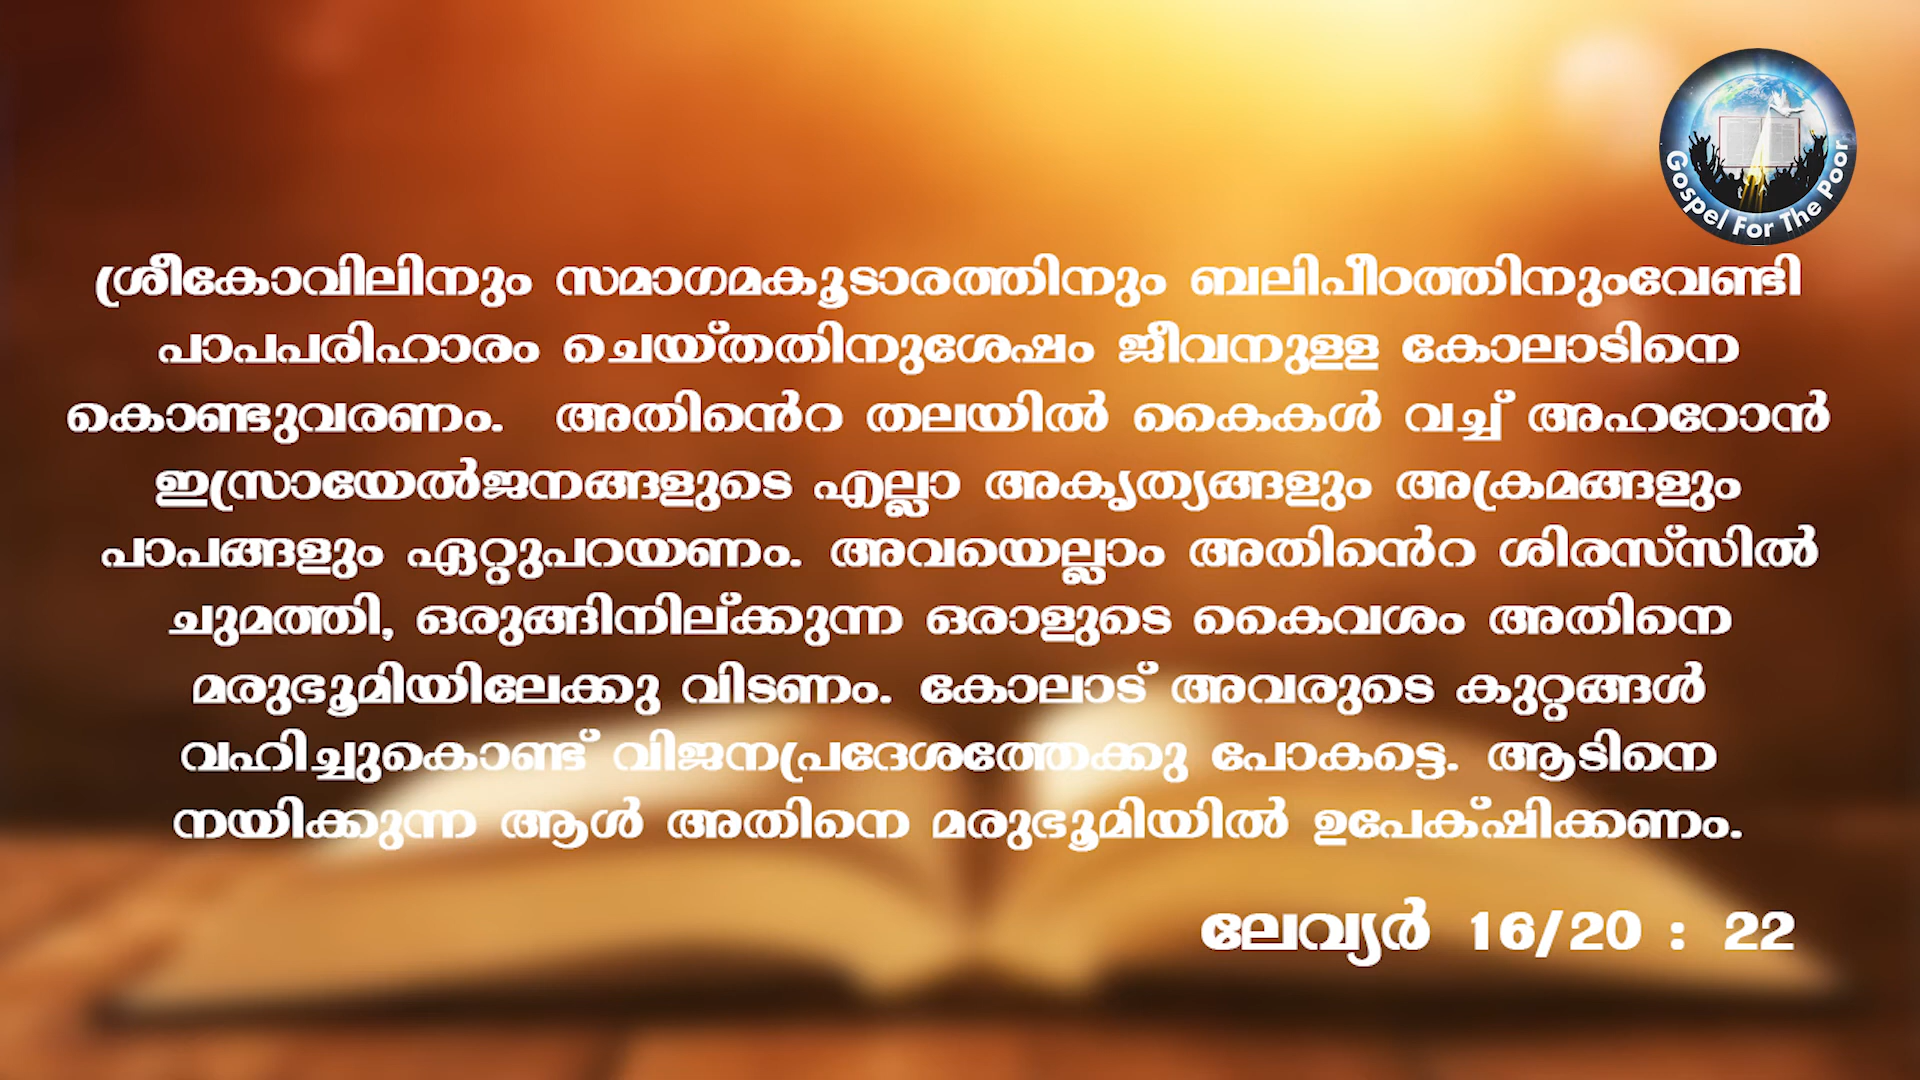 Gospel For The Poor
ശ്രീകോവിലിനും സമാഗമകൂടാരത്തിനും ബലിപീഠത്തിനുംവേണ്ടി
പാപപരിഹാരം ചെയ്തതിനുശേഷം ജീവനുളള കോലാടിനെ
കൊണ്ടുവരണം. അതിൻെറ തലയിൽ കൈകൾ വച്ച് അഹറോൻ
ഇസ്രായേൽജനങ്ങളുടെ എല്ലാ അകൃത്യങ്ങളും അക്രമങ്ങളും
പാപങ്ങളും ഏറ്റുപറയണം. അവയെല്ലാം അതിൻെറ ശിരസ്‌സിൽ
ചുമത്തി, ഒരുങ്ങിനില്ക്കുന്ന ഒരാളുടെ കൈവശം അതിനെ
മരുഭൂമിയിലേക്കു വിടണം. കോലാട് അവരുടെ കുറ്റങ്ങൾ
വഹിച്ചുകൊണ്ട് വിജനപ്രദേശത്തേക്കു പോകട്ടെ. ആടിനെ
നയിക്കുന്ന ആൾ അതിനെ മരുഭൂമിയിൽ ഉപേക്‌ഷിക്കണം.
ലേവ്യർ 16/20 : 22